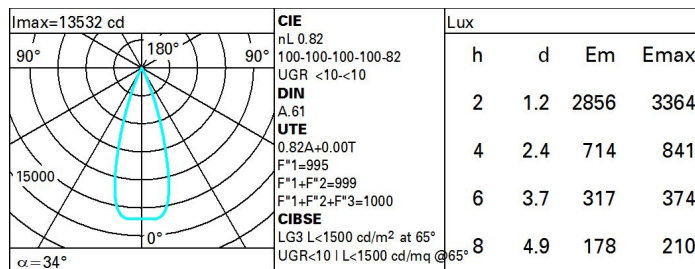 Imax=13532 cd
90°
180°
90°
15000
0°
α=34°
CIE
nL 0.82
100-100-100-100-82
UGR <10-<10
DIN
A.61
UTE
0.82A+0.00T
F"1=995
F"1+F"2=999
F"1+F"2+F"3=1000
CIBSE
LG3 L<1500 cd/m² at 65°
UGR<10 | L<1500 cd/mq @65°
Lux
h d Em Emax
2 1.2 2856 3364
4 2.4 714 841
6 3.7 317 374
8 4.9 178 210